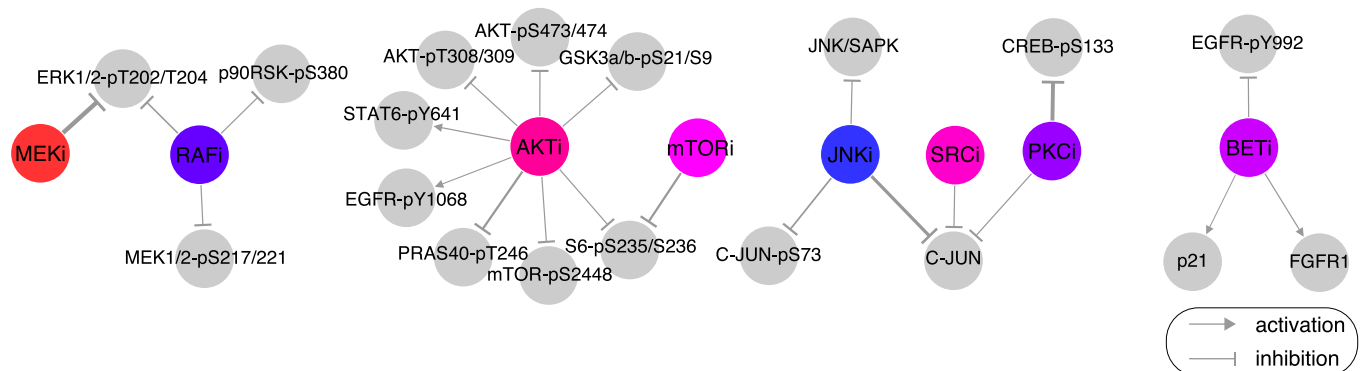 ERK1/2-pT202/T204
p90RSK-pS380
MEKi
RAFi
MEK1/2-pS217/221
AKT-pS473/474
AKT-pT308/309
GSK3a/b-pS21/S9
STAT6-pY641
AKTi
mTORi
EGFR-pY1068
PRAS40-pT246
S6-pS235/S236
mTOR-pS2448
JNK/SAPK
CREB-pS133
JNKi
SRCi
PKCi
C-JUN-pS73
C-JUN
EGFR-pY992
BETi
p21
FGFR1
activation
inhibition